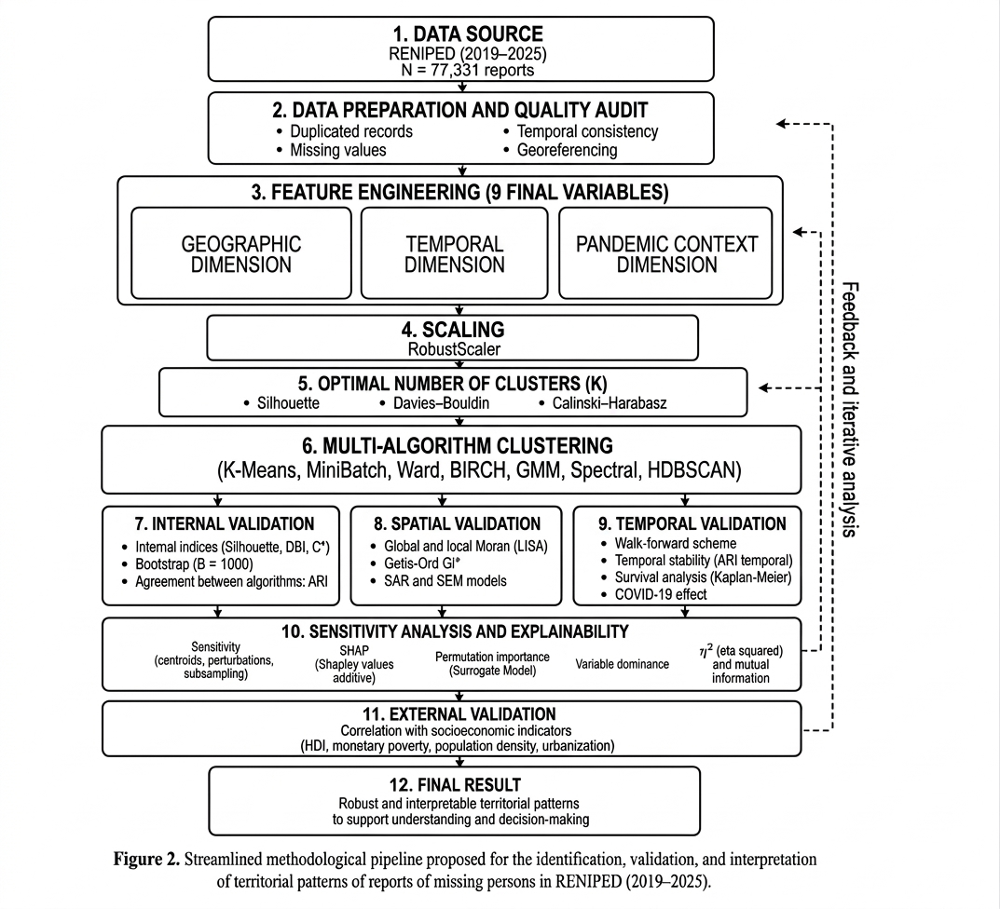 1. DATA SOURCE
RENIPED (2019–2025)
N = 77,331 reports
2. DATA PREPARATION AND QUALITY AUDIT
• Duplicated records
• Temporal consistency
• Missing values
• Georeferencing
3. FEATURE ENGINEERING (9 FINAL VARIABLES)
GEOGRAPHIC
DIMENSION
TEMPORAL
DIMENSION
PANDEMIC CONTEXT
DIMENSION
4. SCALING
RobustScaler
5. OPTIMAL NUMBER OF CLUSTERS (K)
• Silhouette
• Davies–Bouldin
• Calinski–Harabasz
6. MULTI-ALGORITHM CLUSTERING
(K-Means, MiniBatch, Ward, BIRCH, GMM, Spectral, HDBSCAN)
7. INTERNAL VALIDATION
• Internal indices (Silhouette, DBI,
• Bootstrap (B = 1000)
• Agreement between algorithms: ARI
8. SPATIAL VALIDATION
• Global and local Moran (LISA)
• Getis-Ord
• SAR and SEM models
9. TEMPORAL VALIDATION
• Walk-forward scheme
• Temporal stability (ARI temporal)
• Survival analysis (Kaplan-Meier)
• COVID-19 effect
10. SENSITIVITY ANALYSIS AND EXPLAINABILITY
Sensitivity
(centroids, perturbations,
subsampling)
SHAP
(Shapley values
additive)
Permutation importance
(Surrogate Model)
Variable dominance
η² (eta squared)
and mutual
information
11. EXTERNAL VALIDATION
Correlation with socioeconomic indicators
(HDI, monetary poverty, population density, urbanization)
12. FINAL RESULT
Robust and interpretable territorial patterns
to support understanding and decision-making
Feedback and iterative analysis
Figure 2. Streamlined methodological pipeline proposed for the identification, validation, and interpretation
of territorial patterns of reports of missing persons in RENIPED (2019–2025).